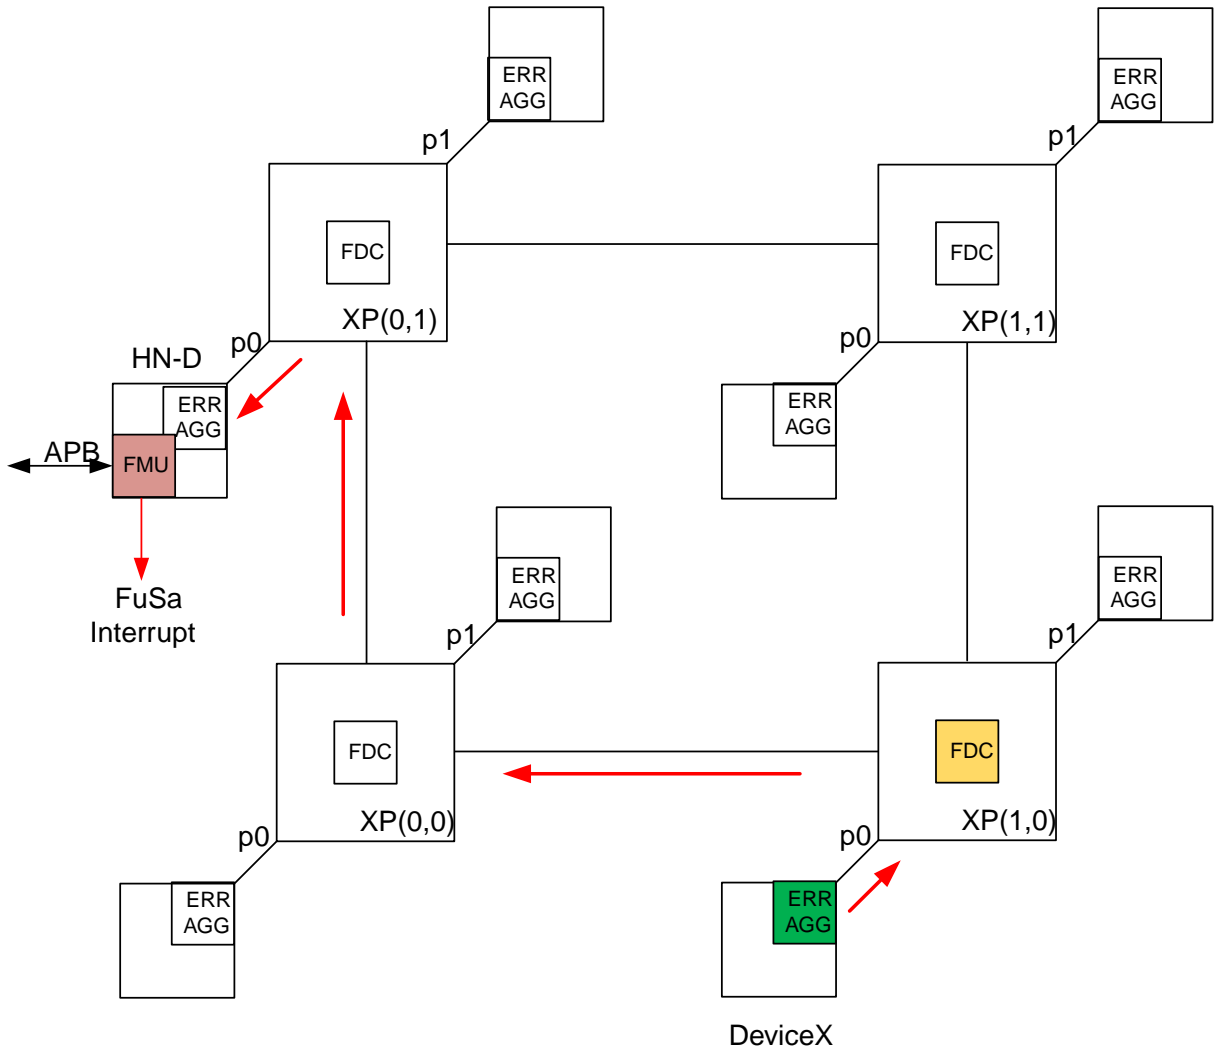 ERR
AGG
ERR
AGG
p1
p1
FDC
FDC
XP(0,1)
XP(1,1)
p0
p0
HN-D
ERR
AGG
ERR
AGG
APB
FMU
FuSa
Interrupt
ERR
AGG
ERR
AGG
p1
p1
FDC
FDC
XP(0,0)
XP(1,0)
p0
p0
ERR
AGG
ERR
AGG
DeviceX